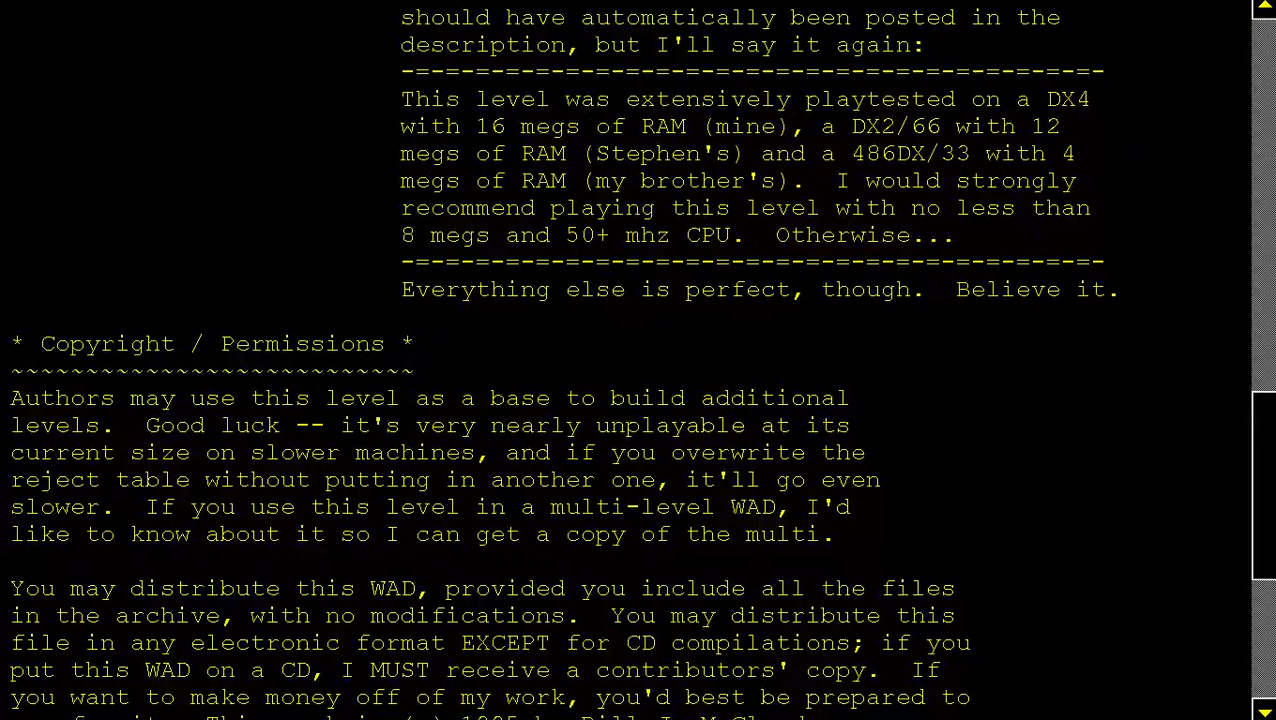 should have automatically been posted in the
description, but I'll say it again:
-=-=-=-=-=-=-=-=-=-=-=-=-=-=-=-=-=-=-=-=-=-=-=-
This level was extensively playtested on a DX4
with 16 megs of RAM (mine), a DX2/66 with 12
megs of RAM (Stephen's) and a 486DX/33 with 4
megs of RAM (my brother's).  I would strongly
recommend playing this level with no less than
8 megs and 50+ mhz CPU.  Otherwise...
-=-=-=-=-=-=-=-=-=-=-=-=-=-=-=-=-=-=-=-=-=-=-=-
Everything else is perfect, though.  Believe it.
* Copyright / Permissions *
~~~~~~~~~~~~~~~~~~~~~~~~~~~
Authors may use this level as a base to build additional
levels.  Good luck -- it's very nearly unplayable at its
current size on slower machines, and if you overwrite the
reject table without putting in another one, it'll go even
slower.  If you use this level in a multi-level WAD, I'd
like to know about it so I can get a copy of the multi.
You may distribute this WAD, provided you include all the files
in the archive, with no modifications.  You may distribute this
file in any electronic format EXCEPT for CD compilations; if you
put this WAD on a CD, I MUST receive a contributors' copy.  If
you want to make money off of my work, you'd best be prepared to